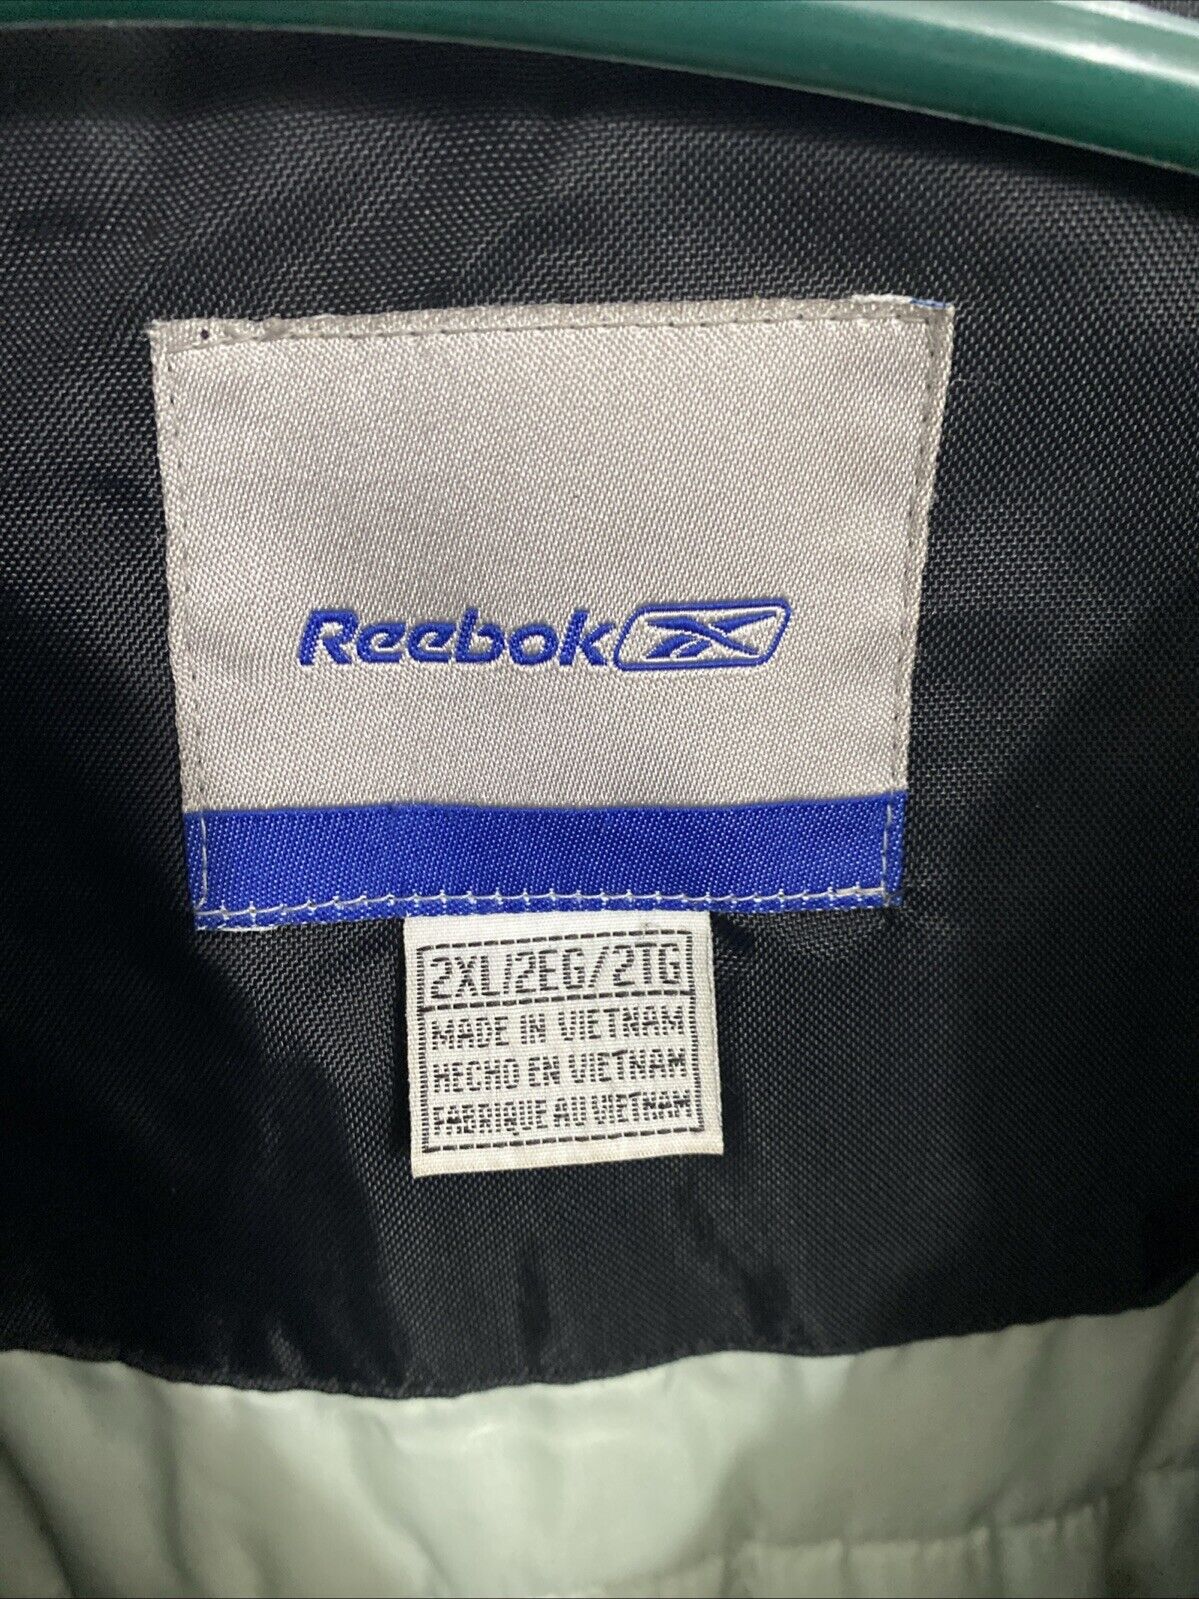 Reebok
2XL/2EG/2TG
MADE IN VIETNAM
HECHO EN VIETNAM
FABRIQUE AU VIETNAM